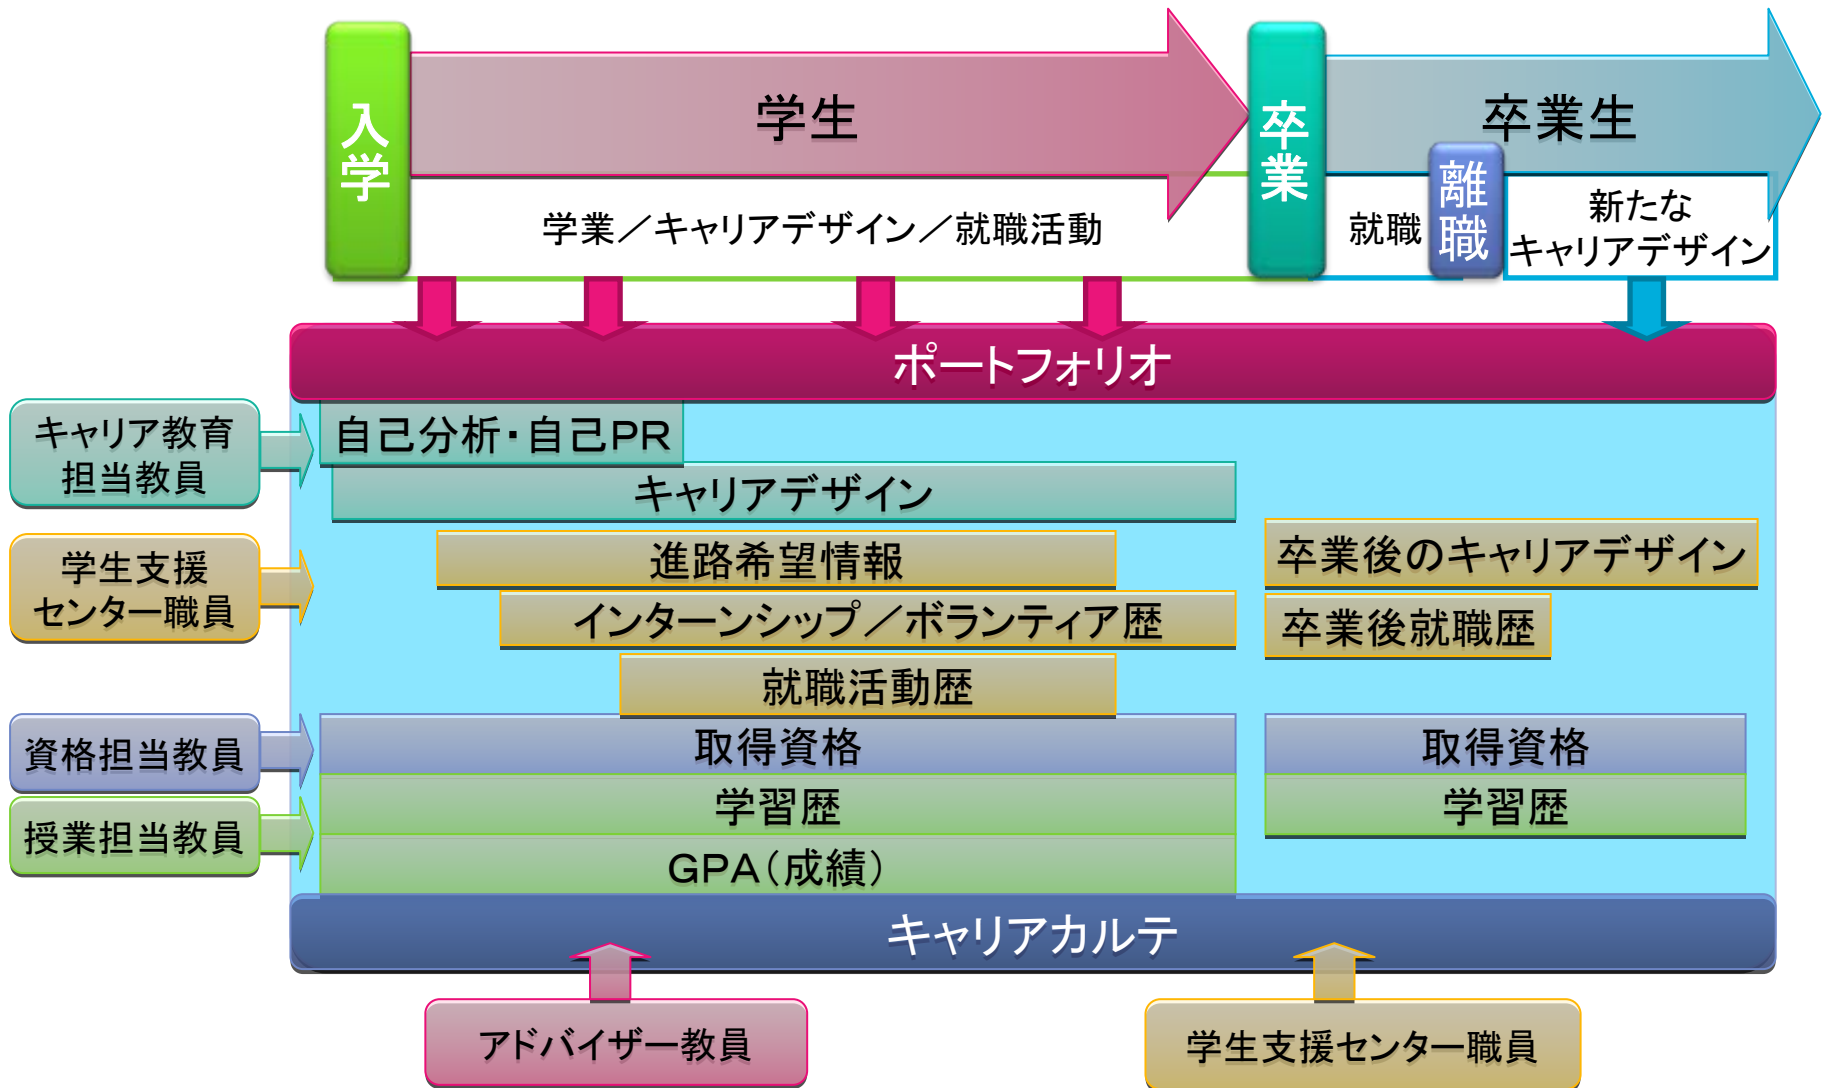 入学
学生
卒業
卒業生
学業／キャリアデザイン／就職活動
就職
離職
新たな
キャリアデザイン
ポートフォリオ
キャリア教育
担当教員
自己分析・自己PR
キャリアデザイン
学生支援
センター職員
進路希望情報
卒業後のキャリアデザイン
インターンシップ／ボランティア歴
卒業後就職歴
就職活動歴
資格担当教員
取得資格
取得資格
授業担当教員
学習歴
学習歴
GPA（成績）
キャリアカルテ
アドバイザー教員
学生支援センター職員